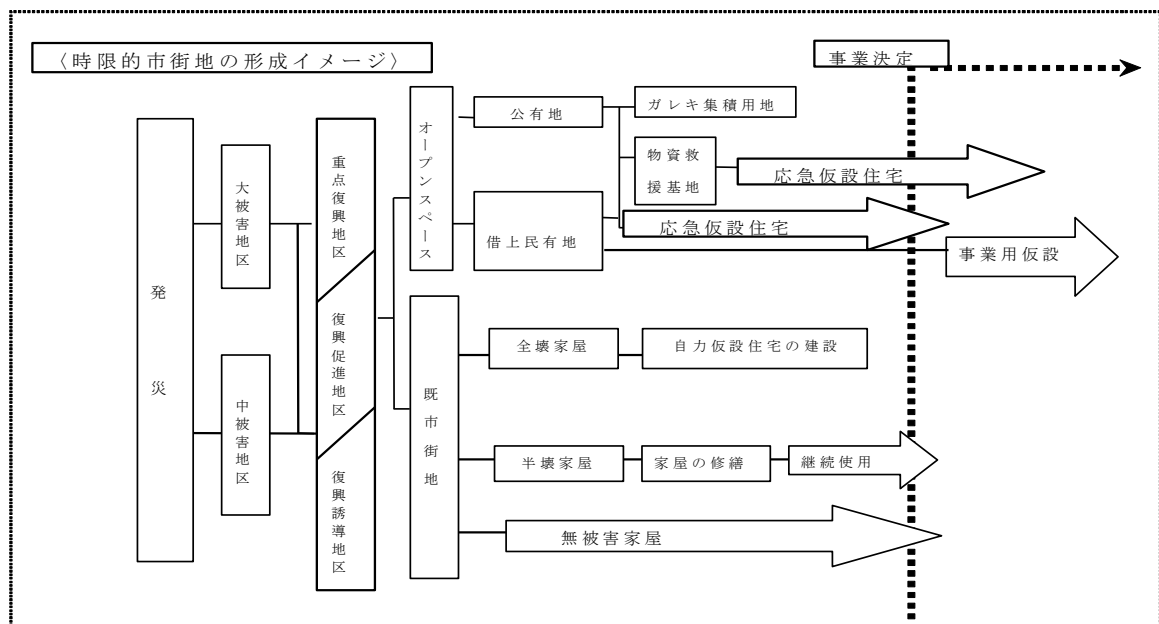 〈時限的市街地の形成イメージ〉
事業決定
発災
大被害地区
中被害地区
重点復興地区
復興促進地区
復興誘導地区
オープンスペース
公有地
ガレキ集積用地
物資救
援基地
応急仮設住宅
借上民有地
応急仮設住宅
事業用仮設
既市街地
全壊家屋
自力仮設住宅の建設
半壊家屋
家屋の修繕
継続使用
無被害家屋